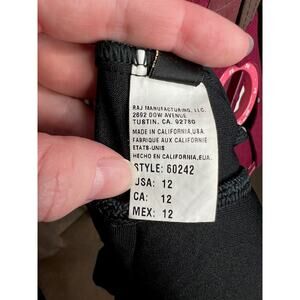 RAJ MANUFACTURING, LLC.
2692 DOW AVENUE
TUSTIN, CA. 92780
MADE IN CALIFORNIA,USA.
FABRIQUE AUX CALIFORNIE
ETATS-UNIS
HECHO EN CALIFORNIA,EUA.
STYLE: 60242
USA: 12
CA: 12
MEX: 12